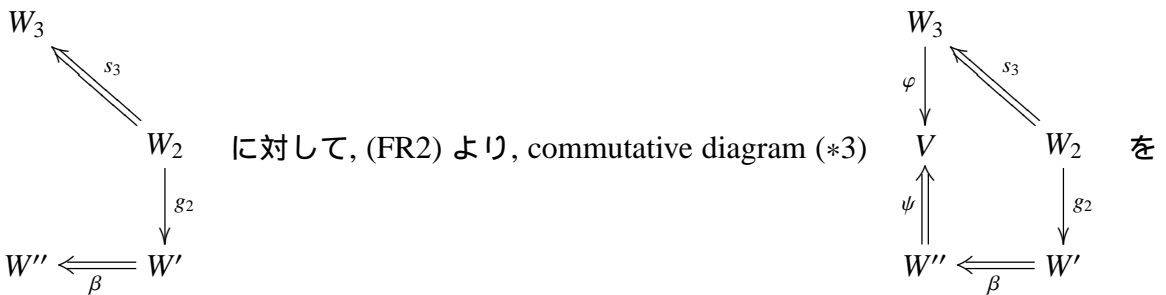 W₃ W₃
s₃ φ s₃
W₂ に対して, (FR2) より, commutative diagram (∗3) V W₂ を
g₂ ψ g₂
W′′ β W′ W′′ β W′